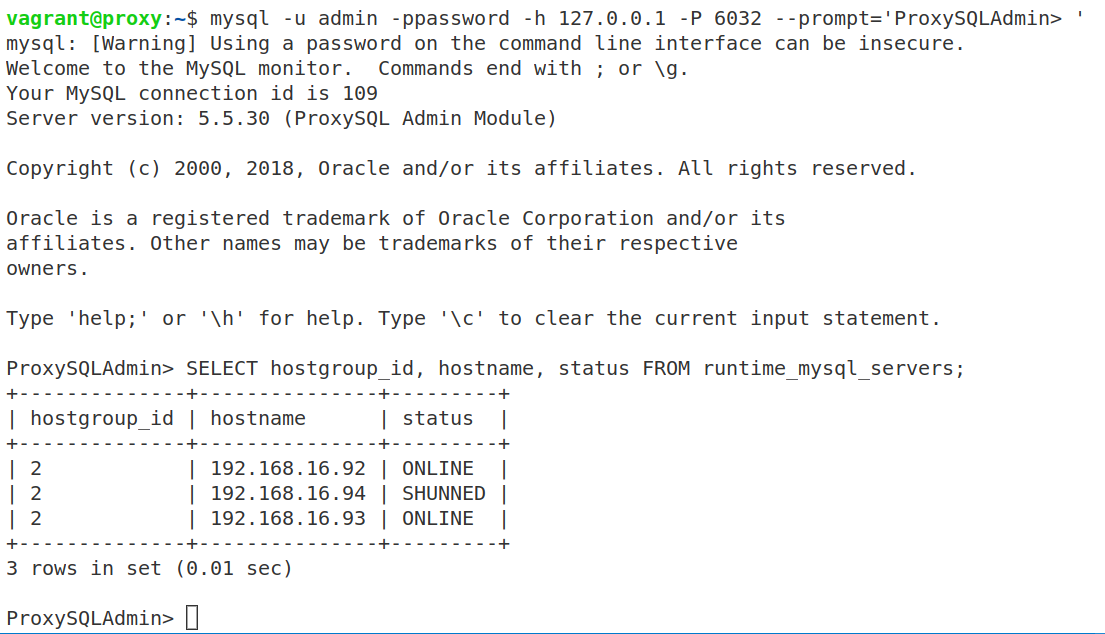 vagrant@proxy:~$ mysql -u admin -ppassword -h 127.0.0.1 -P 6032 --prompt='ProxySQLAdmin> '
mysql: [Warning] Using a password on the command line interface can be insecure.
Welcome to the MySQL monitor.  Commands end with ; or \g.
Your MySQL connection id is 109
Server version: 5.5.30 (ProxySQL Admin Module)

Copyright (c) 2000, 2018, Oracle and/or its affiliates. All rights reserved.

Oracle is a registered trademark of Oracle Corporation and/or its
affiliates. Other names may be trademarks of their respective
owners.

Type 'help;' or '\h' for help. Type '\c' to clear the current input statement.

ProxySQLAdmin> SELECT hostgroup_id, hostname, status FROM runtime_mysql_servers;
+--------------+---------------+---------+
| hostgroup_id | hostname      | status  |
+--------------+---------------+---------+
| 2            | 192.168.16.92 | ONLINE  |
| 2            | 192.168.16.94 | SHUNNED |
| 2            | 192.168.16.93 | ONLINE  |
+--------------+---------------+---------+
3 rows in set (0.01 sec)

ProxySQLAdmin>